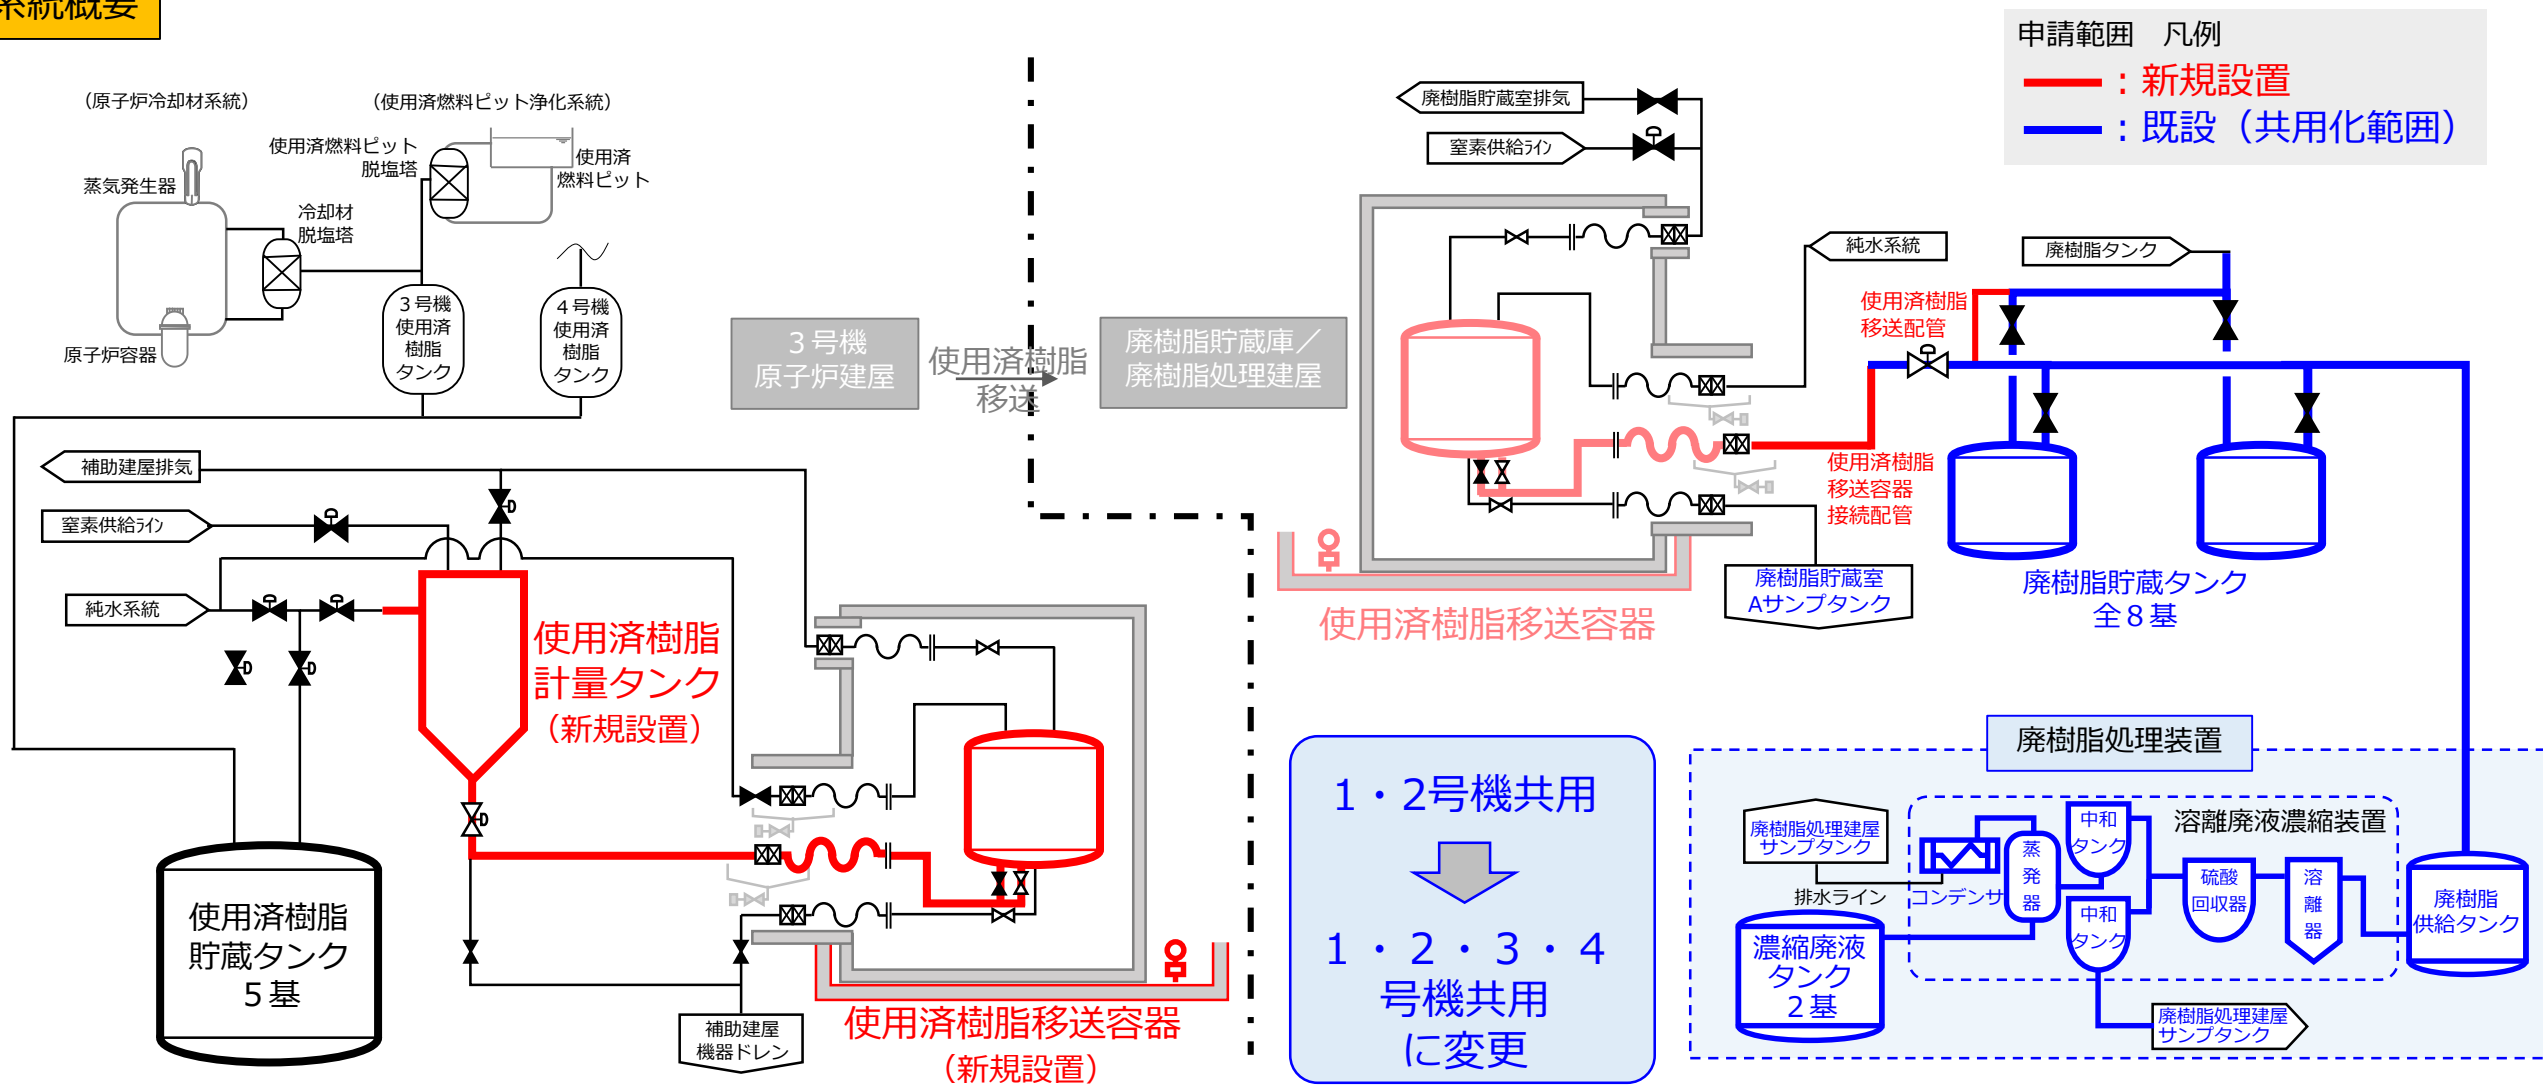 系統概要
申請範囲　凡例
：新規設置
：既設（共用化範囲）
（原子炉冷却材系統）
（使用済燃料ピット浄化系統）
使用済燃料ピット
脱塩塔
使用済
燃料ピット
蒸気発生器
冷却材
脱塩塔
原子炉容器
３号機
使用済
樹脂
タンク
４号機
使用済
樹脂
タンク
３号機
原子炉建屋
使用済樹脂
移送
廃樹脂貯蔵庫／
廃樹脂処理建屋
補助建屋排気
窒素供給ﾗｲﾝ
純水系統
使用済樹脂
計量タンク
（新規設置）
使用済樹脂
貯蔵タンク
５基
補助建屋
機器ドレン
使用済樹脂移送容器
（新規設置）
廃樹脂貯蔵室排気
窒素供給ﾗｲﾝ
純水系統
廃樹脂タンク
使用済樹脂
移送配管
使用済樹脂
移送容器
接続配管
廃樹脂貯蔵室
Aサンプタンク
使用済樹脂移送容器
廃樹脂貯蔵タンク
全８基
１・２号機共用
１・２・３・４
号機共用
に変更
廃樹脂処理装置
廃樹脂処理建屋
サンプタンク
排水ライン
コンデンサ
蒸
発
器
中和
タンク
中和
タンク
溶離廃液濃縮装置
硫酸
回収器
溶
離
器
廃樹脂
供給タンク
濃縮廃液
タンク
２基
廃樹脂処理建屋
サンプタンク